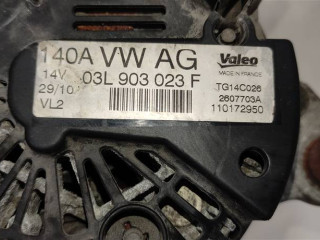 140A VW AG
14V 03L 903 023 F
29/10
VL2
Valeo
MADE IN FRANCE
TG14C026
2607703A
110172950